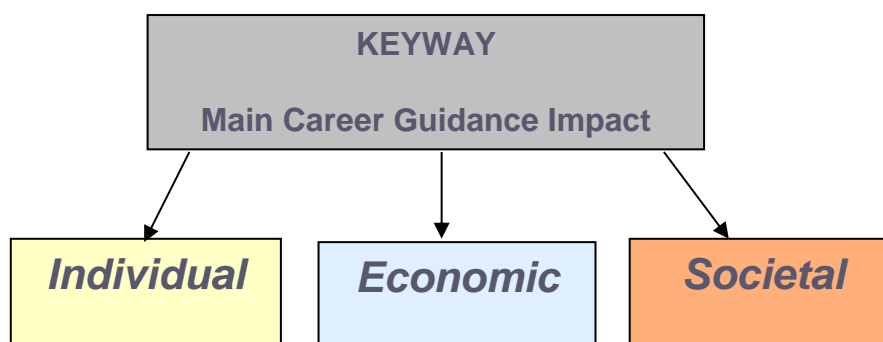 KEYWAY
Main Career Guidance Impact
Individual
Economic
Societal